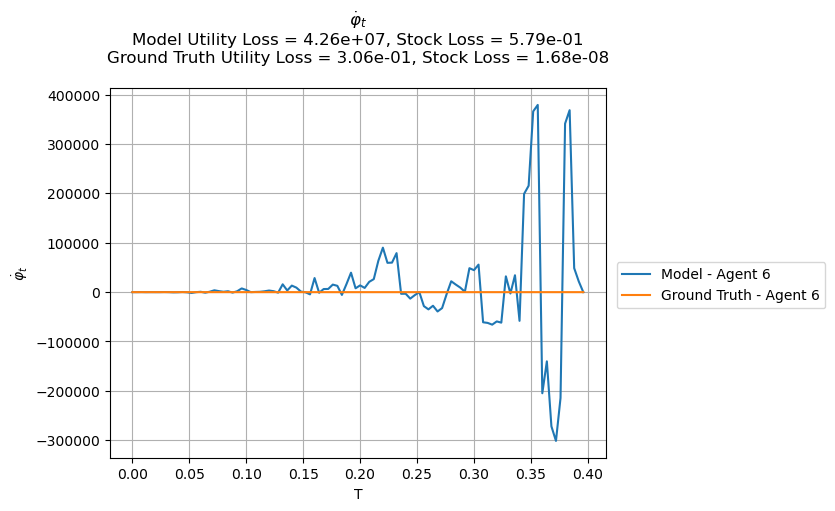 φ̇ₜ
Model Utility Loss = 4.26e+07, Stock Loss = 5.79e-01
Ground Truth Utility Loss = 3.06e-01, Stock Loss = 1.68e-08
400000
300000
200000
100000
0
−100000
−200000
−300000
φ̇ₜ
0.00 0.05 0.10 0.15 0.20 0.25 0.30 0.35 0.40
T
Model - Agent 6
Ground Truth - Agent 6